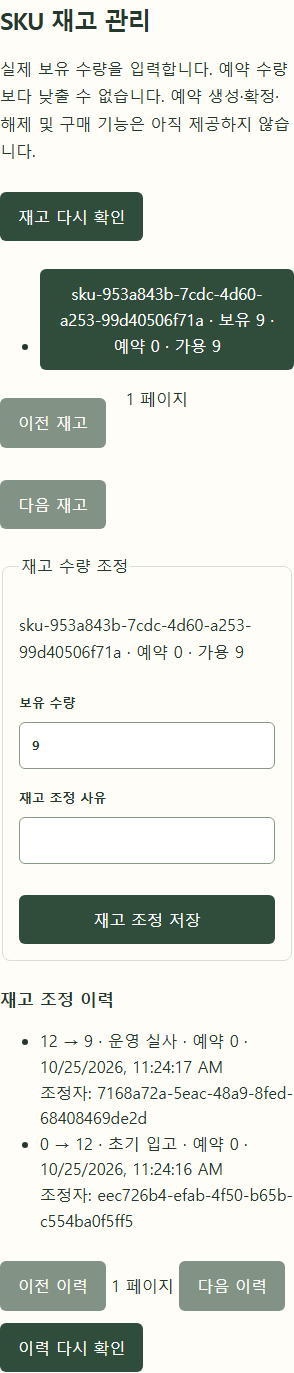 SKU 재고 관리
실제 보유 수량을 입력합니다. 예약 수량
보다 낮출 수 없습니다. 예약 생성·확정·
해제 및 구매 기능은 아직 제공하지 않습
니다.
재고 다시 확인
sku-953a843b-7cdc-4d60-
a253-99d40506f71a · 보유 9 ·
예약 0 · 가용 9
이전 재고
1 페이지
다음 재고
재고 수량 조정
sku-953a843b-7cdc-4d60-a253-
99d40506f71a · 예약 0 · 가용 9
보유 수량
9
재고 조정 사유
재고 조정 저장
재고 조정 이력
12 → 9 · 운영 실사 · 예약 0 ·
10/25/2026, 11:24:17 AM
조정자: 7168a72a-5eac-48a9-8fed-
68408469de2d
0 → 12 · 초기 입고 · 예약 0 ·
10/25/2026, 11:24:16 AM
조정자: eec726b4-efab-4f50-b65b-
c554ba0f5ff5
이전 이력 1 페이지 다음 이력
이력 다시 확인